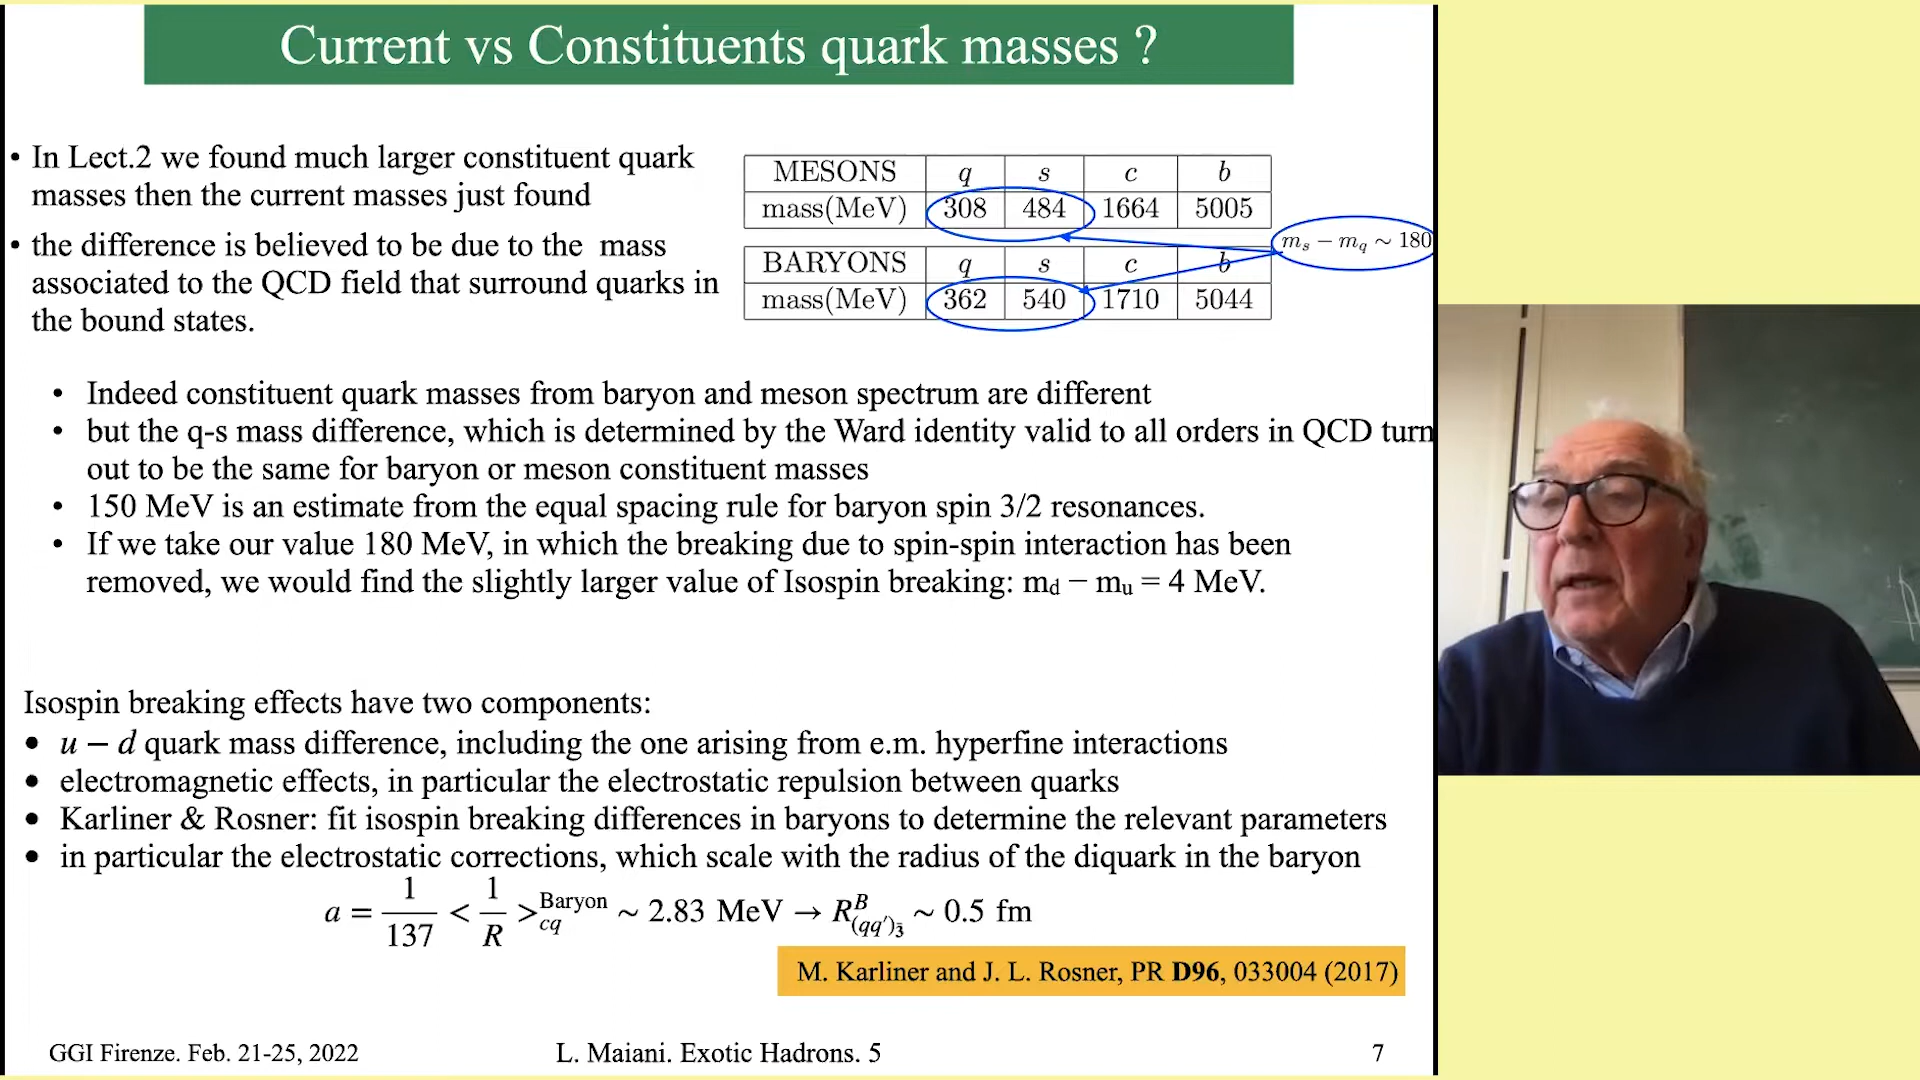 Current vs Constituents quark masses ?
• In Lect.2 we found much larger constituent quark
masses then the current masses just found
• the difference is believed to be due to the mass
associated to the QCD field that surround quarks in
the bound states.
MESONS q s c b
mass(MeV) 308 484 1664 5005
BARYONS q s c b
mass(MeV) 362 540 1710 5044
mₛ − m_q ∼ 180
• Indeed constituent quark masses from baryon and meson spectrum are different
• but the q-s mass difference, which is determined by the Ward identity valid to all orders in QCD turn
out to be the same for baryon or meson constituent masses
• 150 MeV is an estimate from the equal spacing rule for baryon spin 3/2 resonances.
• If we take our value 180 MeV, in which the breaking due to spin-spin interaction has been
removed, we would find the slightly larger value of Isospin breaking: m_d − m_u = 4 MeV.
Isospin breaking effects have two components:
• u − d quark mass difference, including the one arising from e.m. hyperfine interactions
• electromagnetic effects, in particular the electrostatic repulsion between quarks
• Karliner & Rosner: fit isospin breaking differences in baryons to determine the relevant parameters
• in particular the electrostatic corrections, which scale with the radius of the diquark in the baryon
a = 1/137 < 1/R >_{cq}^{Baryon} ∼ 2.83 MeV → R^B_{(qq′)_{3̄}} ∼ 0.5 fm
M. Karliner and J. L. Rosner, PR D96, 033004 (2017)
GGI Firenze. Feb. 21-25, 2022
L. Maiani. Exotic Hadrons. 5
7